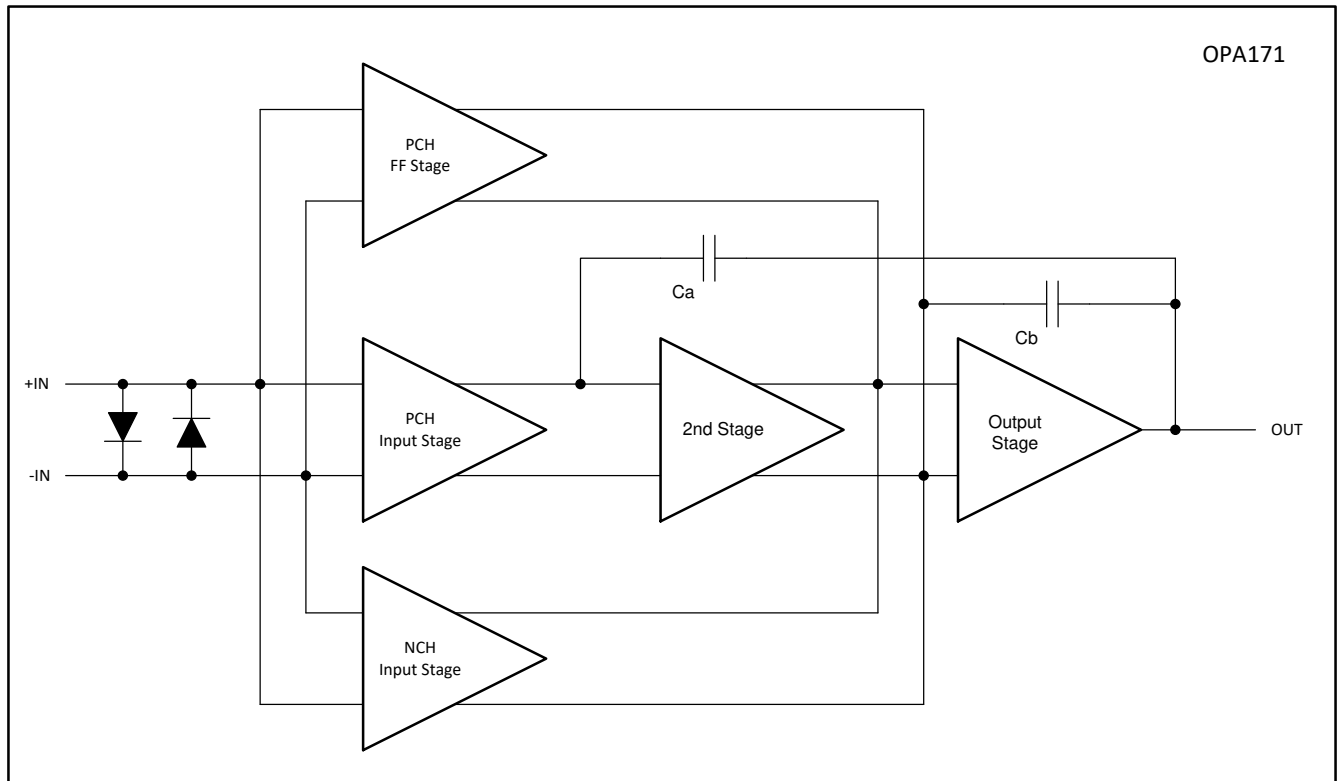 OPA171
PCH
FF Stage
Ca
Cb
+IN
PCH
Input Stage
2nd Stage
Output
Stage
OUT
-IN
NCH
Input Stage